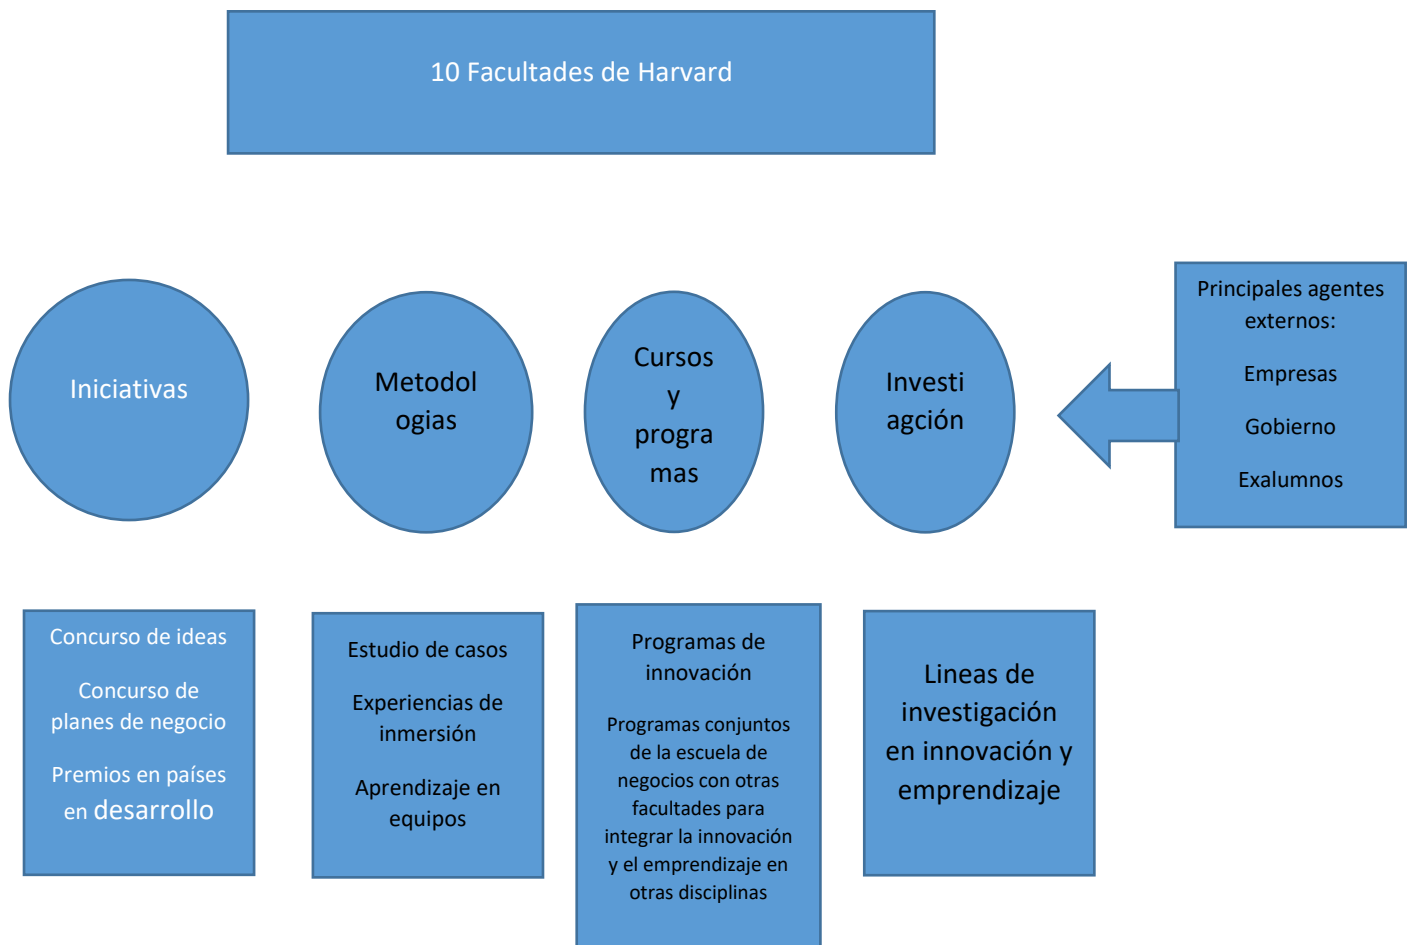 10 Facultades de Harvard
Iniciativas
Metodol
ogias
Cursos
y
progra
mas
Investi
agción
Principales agentes
externos:
Empresas
Gobierno
Exalumnos
Concurso de ideas
Concurso de
planes de negocio
Premios en países
en desarrollo
Estudio de casos
Experiencias de
inmersión
Aprendizaje en
equipos
Programas de
innovación
Programas conjuntos
de la escuela de
negocios con otras
facultades para
integrar la innovación
y el emprendizaje en
otras disciplinas
Lineas de
investigación
en innovación y
emprendizaje